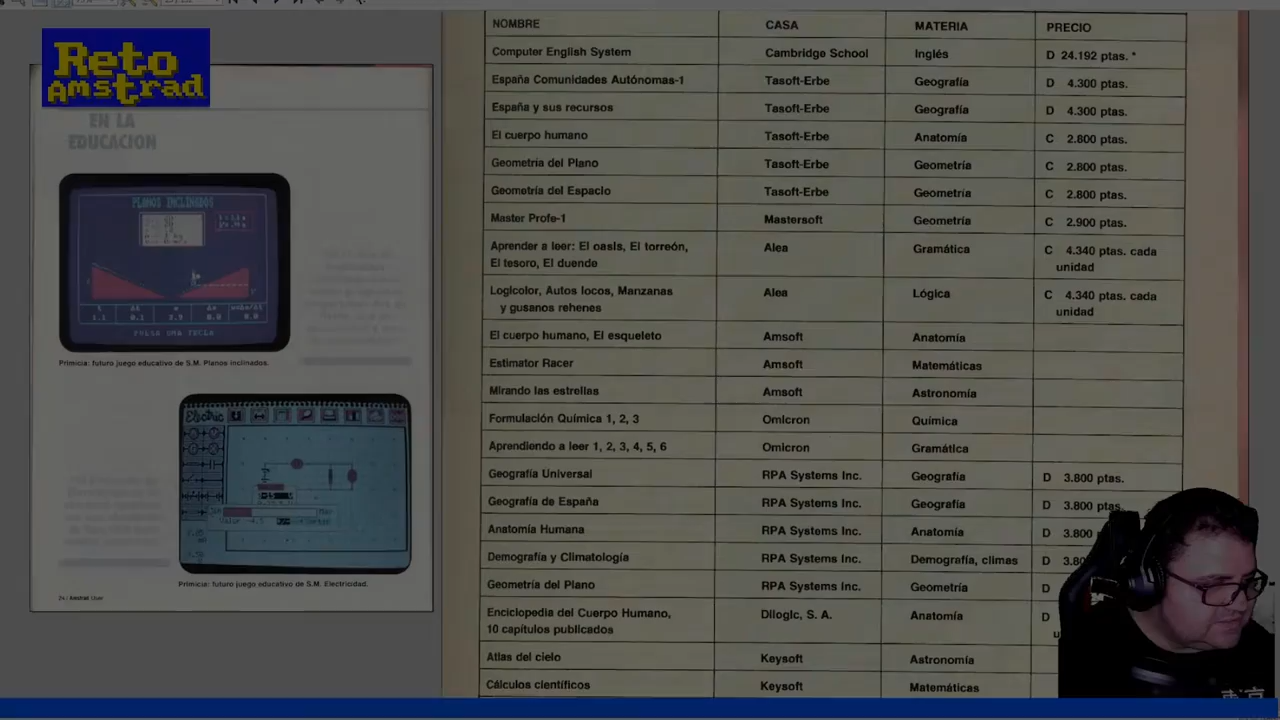 Reto
Amstrad
EN LA
EDUCACION
PLANOS INCLINADOS
PULSA UNA TECLA
Primicia: futuro juego educativo de S.M. Planos inclinados.
Electric
Primicia: futuro juego educativo de S.M. Electricidad.
NOMBRE CASA MATERIA PRECIO
Computer English System Cambridge School Inglés D 24.192 ptas. *
España Comunidades Autónomas-1 Tasoft-Erbe Geografía D 4.300 ptas.
España y sus recursos Tasoft-Erbe Geografía D 4.300 ptas.
El cuerpo humano Tasoft-Erbe Anatomía C 2.800 ptas.
Geometría del Plano Tasoft-Erbe Geometría C 2.800 ptas.
Geometría del Espacio Tasoft-Erbe Geometría C 2.800 ptas.
Master Profe-1 Mastersoft Geometría C 2.900 ptas.
Aprender a leer: El oasis, El torreón, Alea Gramática C 4.340 ptas. cada
El tesoro, El duende unidad
Logicolor, Autos locos, Manzanas Alea Lógica C 4.340 ptas. cada
y gusanos rehenes unidad
El cuerpo humano, El esqueleto Amsoft Anatomía
Estimator Racer Amsoft Matemáticas
Mirando las estrellas Amsoft Astronomía
Formulación Química 1, 2, 3 Omicron Química
Aprendiendo a leer 1, 2, 3, 4, 5, 6 Omicron Gramática
Geografía Universal RPA Systems Inc. Geografía D 3.800 ptas.
Geografía de España RPA Systems Inc. Geografía D 3.800 ptas.
Anatomía Humana RPA Systems Inc. Anatomía D 3.800
Demografía y Climatología RPA Systems Inc. Demografía, climas D 3.80
Geometría del Plano RPA Systems Inc. Geometría D
Enciclopedia del Cuerpo Humano, Dilogic, S. A. Anatomía D
10 capítulos publicados u
Atlas del cielo Keysoft Astronomía
Cálculos científicos Keysoft Matemáticas